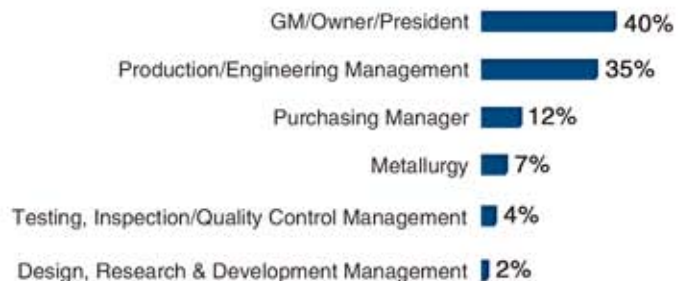 GM/Owner/President 40%
Production/Engineering Management 35%
Purchasing Manager 12%
Metallurgy 7%
Testing, Inspection/Quality Control Management 4%
Design, Research & Development Management 2%